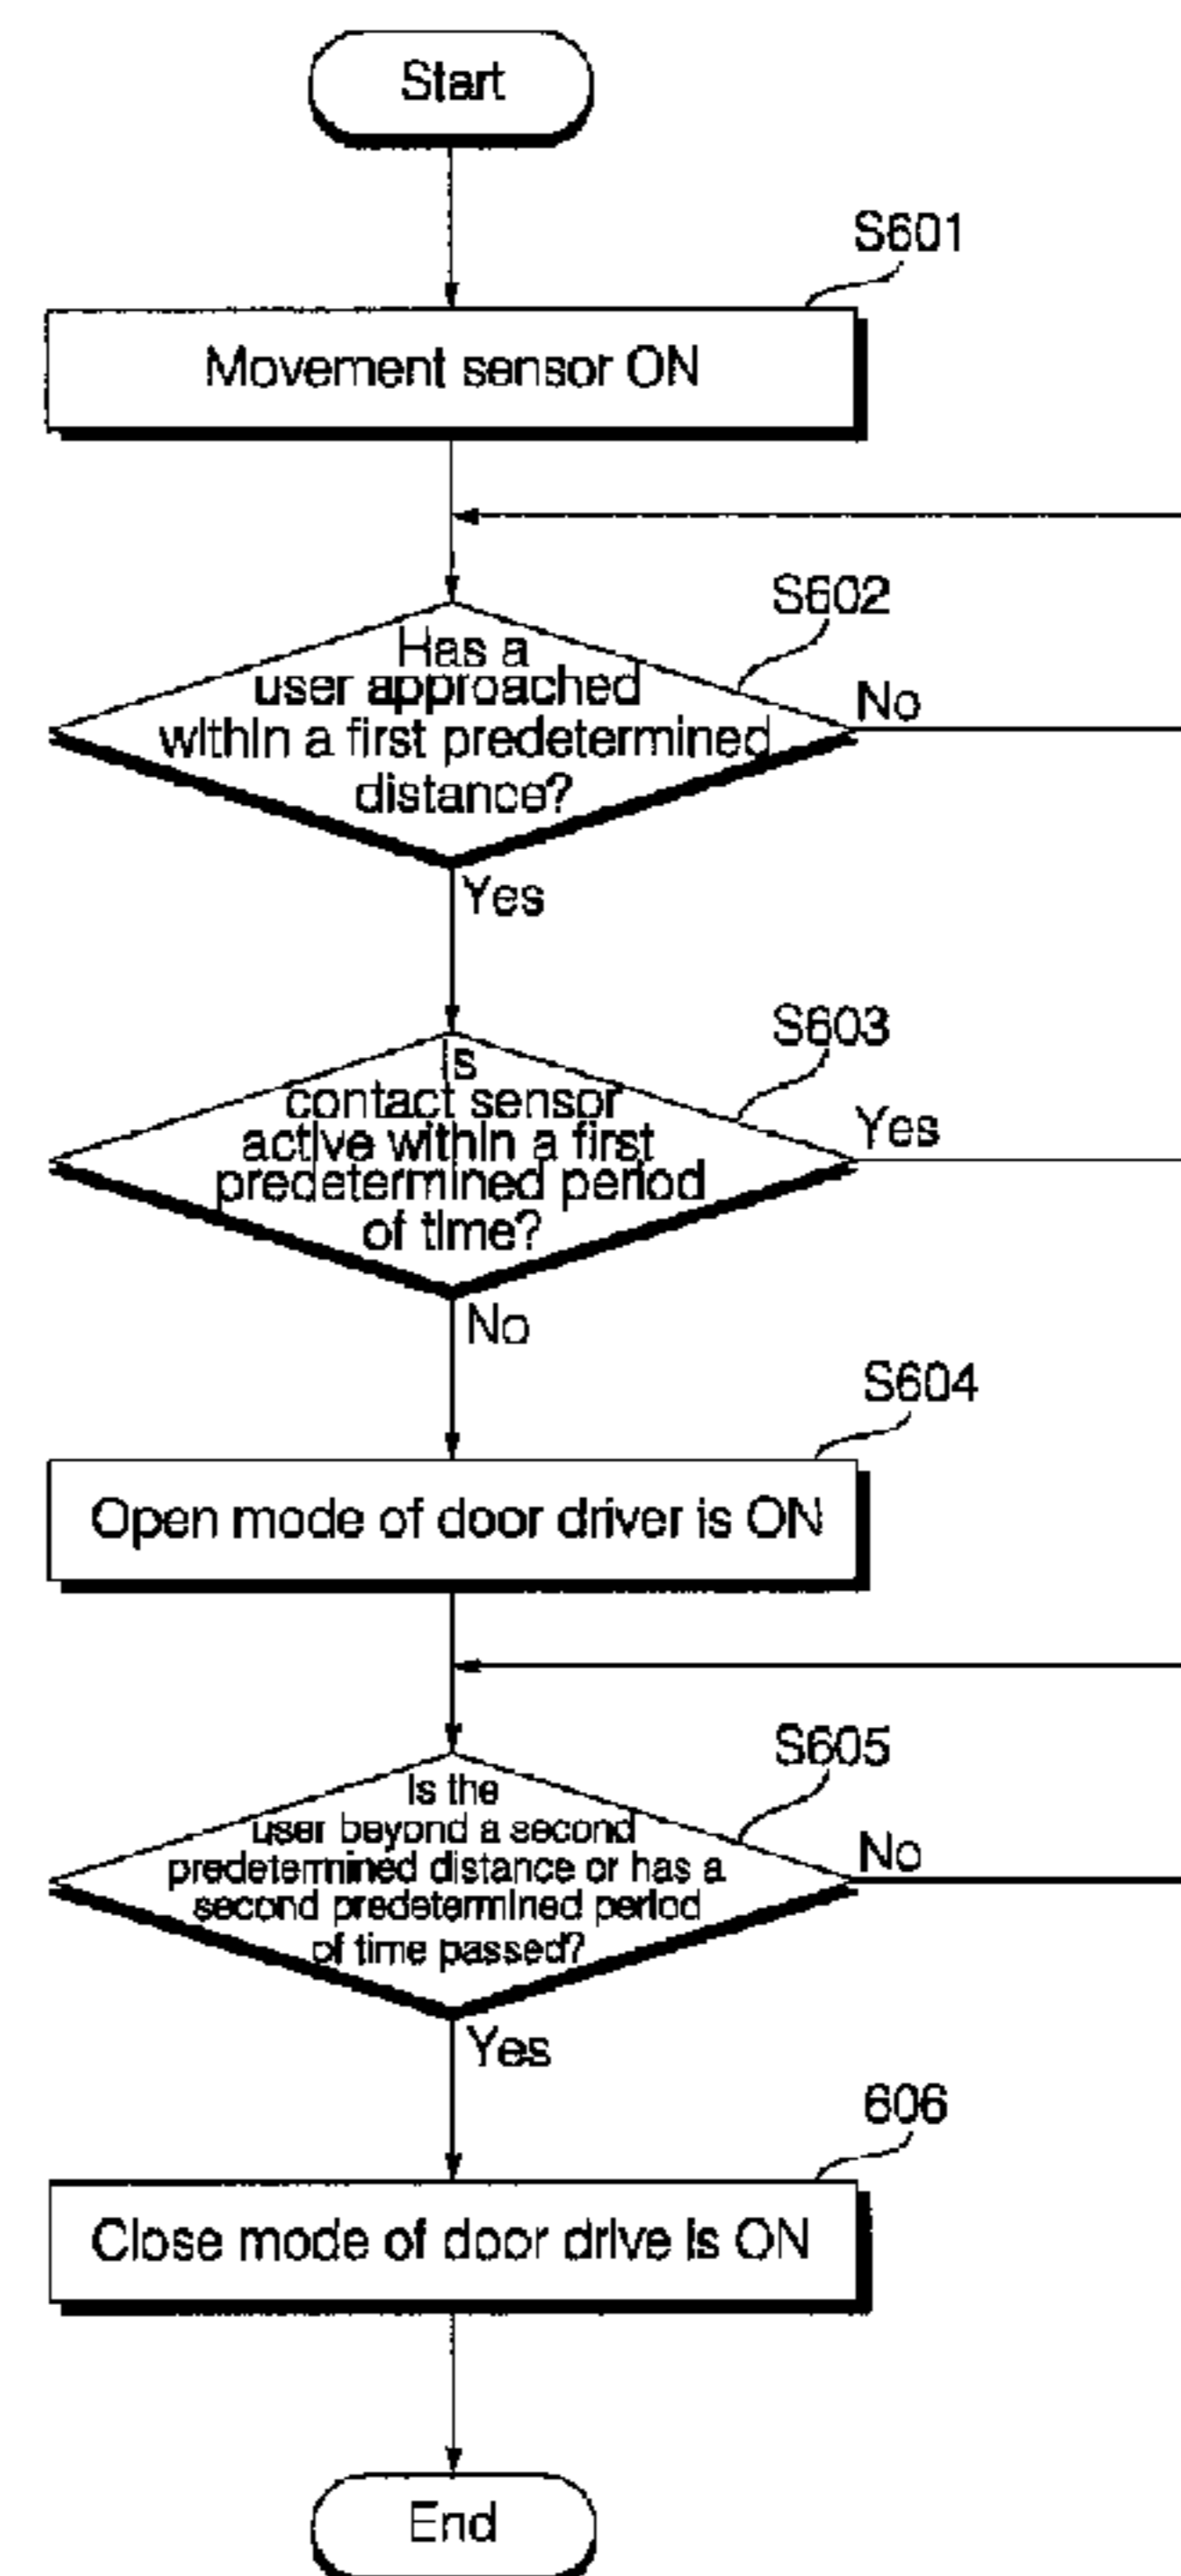 Start
S601
Movement sensor ON
S602
Has a
user approached
within a first predetermined
distance?
No
Yes
S603
Is
contact sensor
active within a first
predetermined period
of time?
Yes
No
S604
Open mode of door driver is ON
S605
Is the
user beyond a second
predetermined distance or has a
second predetermined period
of time passed?
No
Yes
606
Close mode of door drive is ON
End